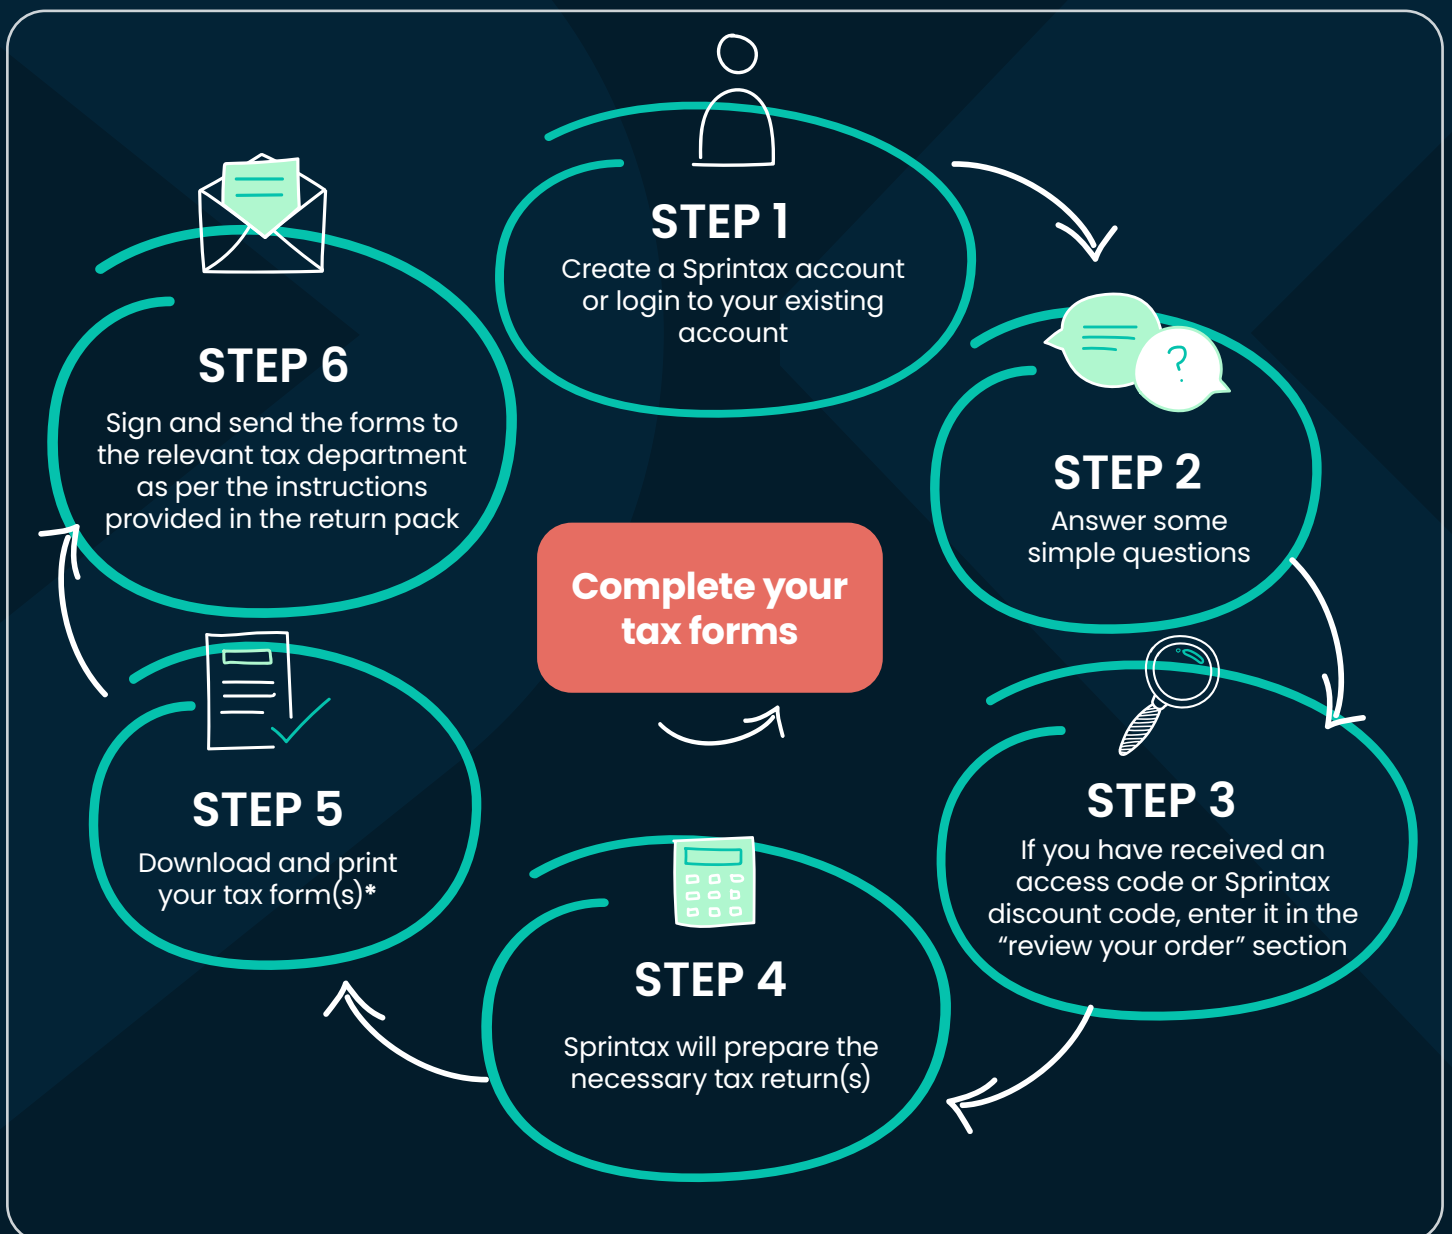 STEP 1
Create a Sprintax account
or login to your existing
account
STEP 2
Answer some
simple questions
STEP 3
If you have received an
access code or Sprintax
discount code, enter it in the
“review your order” section
STEP 4
Sprintax will prepare the
necessary tax return(s)
STEP 5
Download and print
your tax form(s)*
STEP 6
Sign and send the forms to
the relevant tax department
as per the instructions
provided in the return pack
Complete your
tax forms
?